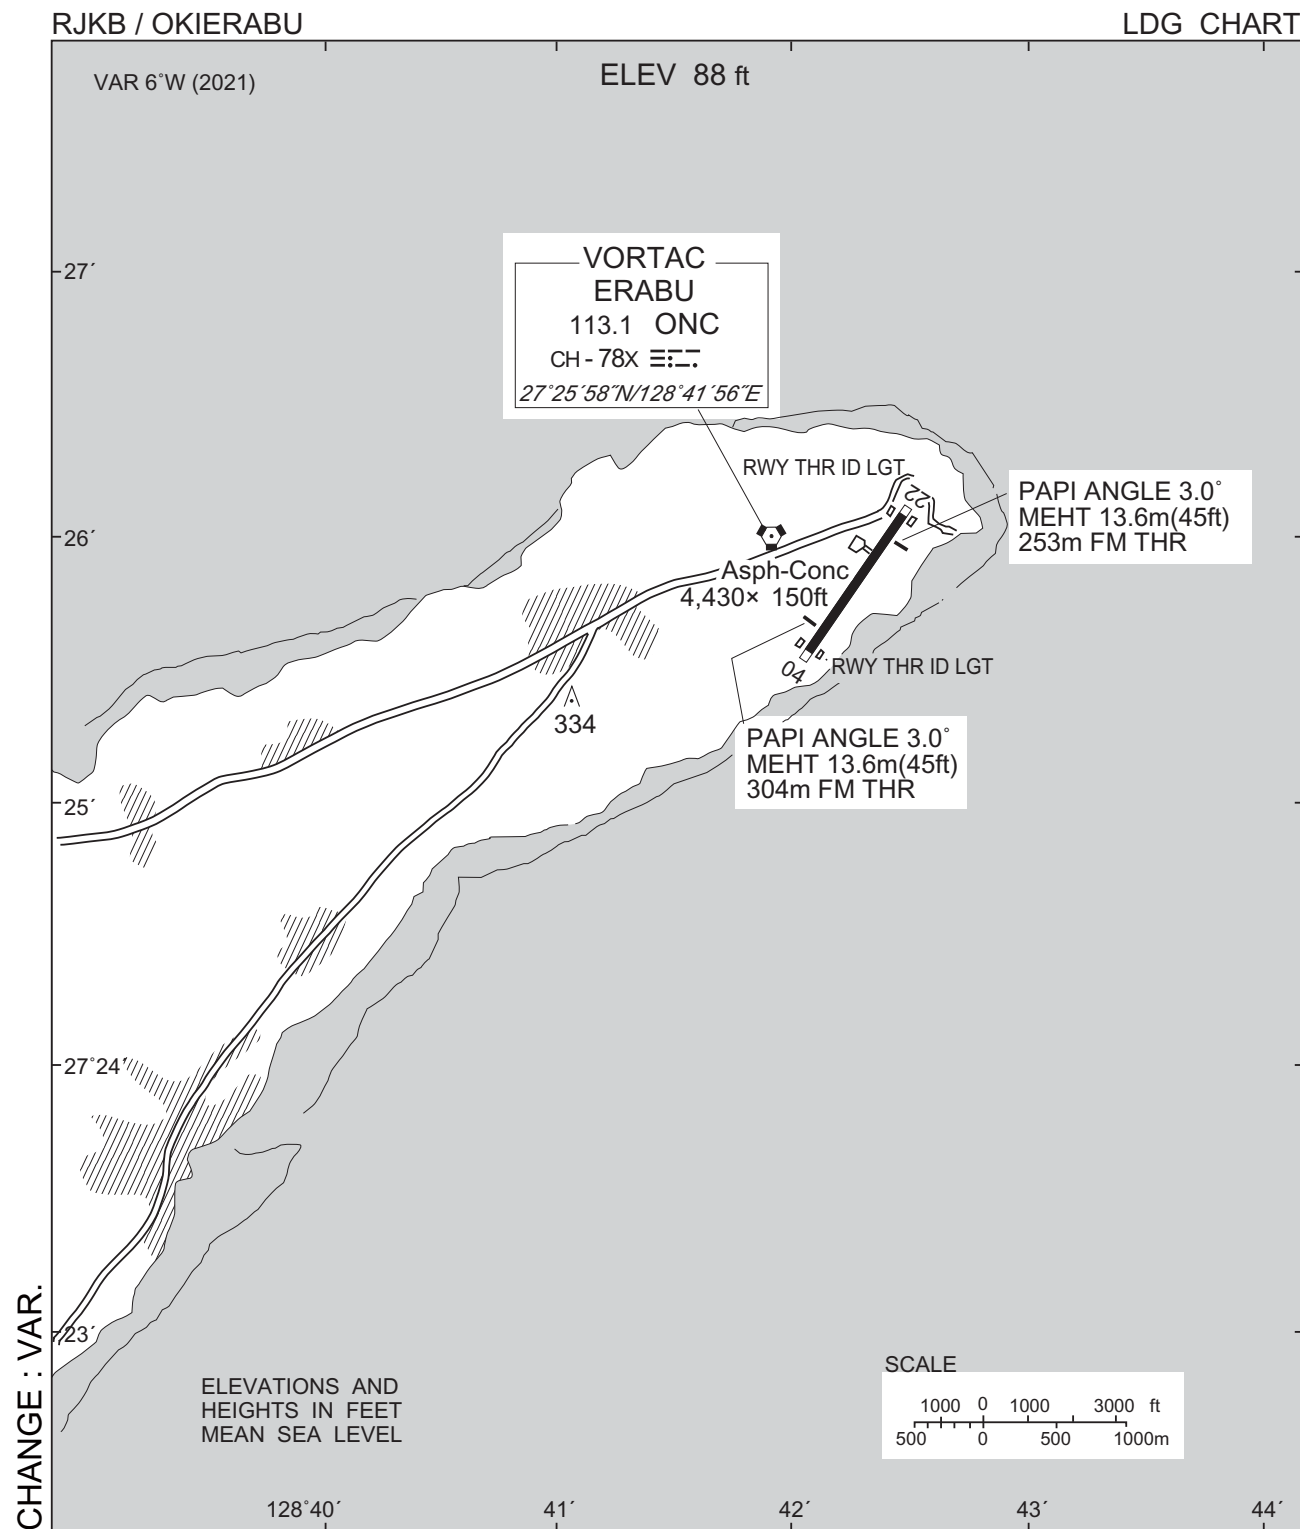 RJKB / OKIERABU
LDG CHART
VAR 6°W (2021)
ELEV 88 ft
27′
VORTAC
ERABU
113.1 ONC
CH - 78X
27°25′58″N/128°41′56″E
RWY THR ID LGT
22
PAPI ANGLE 3.0°
MEHT 13.6m(45ft)
253m FM THR
26′
Asph-Conc
4,430× 150ft
04
RWY THR ID LGT
334
PAPI ANGLE 3.0°
MEHT 13.6m(45ft)
304m FM THR
25′
27°24′
23′
CHANGE : VAR.
ELEVATIONS AND
HEIGHTS IN FEET
MEAN SEA LEVEL
SCALE
1000 0 1000 3000 ft
500 0 500 1000m
128°40′ 41′ 42′ 43′ 44′